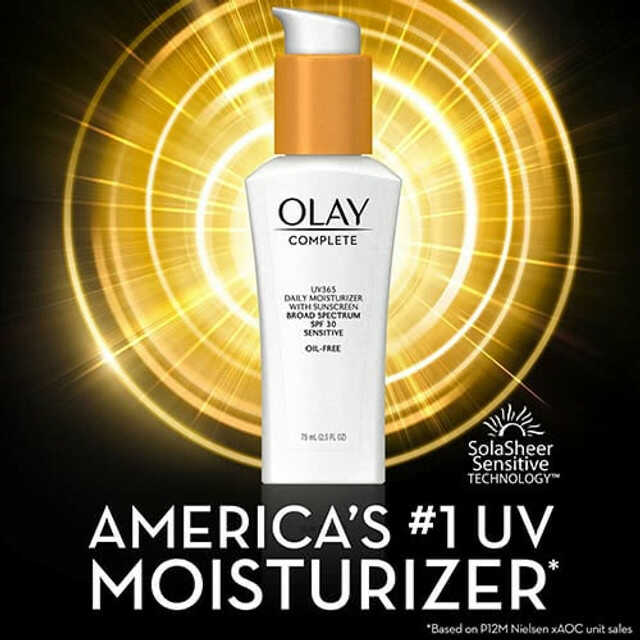 OLAY
COMPLETE
UV365
DAILY MOISTURIZER
WITH SUNSCREEN
BROAD SPECTRUM
SPF 30
SENSITIVE
OIL-FREE
75 mL (2.5 FL OZ)
SolaSheer
Sensitive
TECHNOLOGY™
AMERICA'S #1 UV
MOISTURIZER*
*Based on P12M Nielsen xAOC unit sales